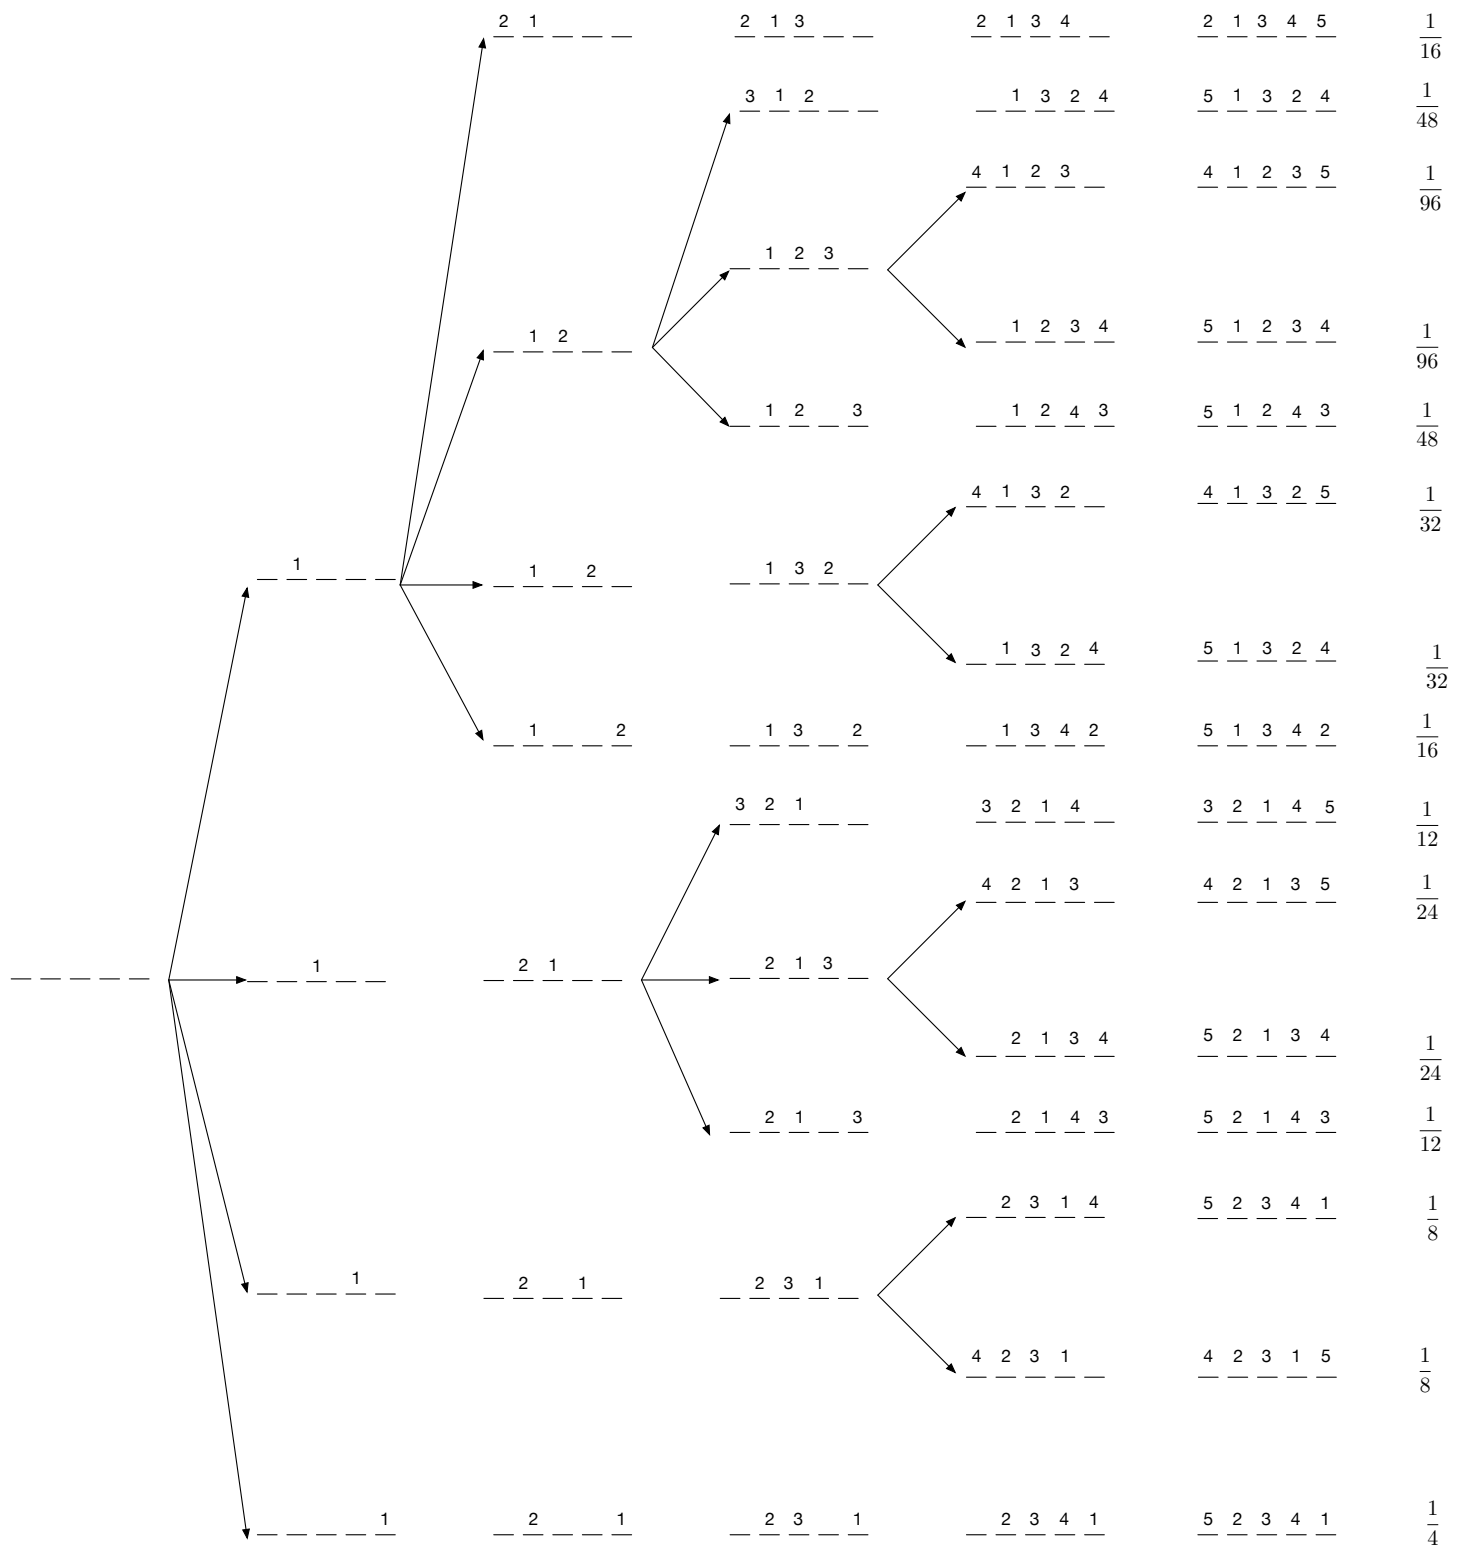 2 1 _ _ _ 2 1 3 _ _ 2 1 3 4 _ 2 1 3 4 5 1/16
3 1 2 _ _ _ 1 3 2 4 5 1 3 2 4 1/48
4 1 2 3 _ 4 1 2 3 5 1/96
_ 1 2 3 _
_ 1 2 _ _ _ 1 2 3 4 5 1 2 3 4 1/96
_ 1 2 _ 3 _ 1 2 4 3 5 1 2 4 3 1/48
4 1 3 2 _ 4 1 3 2 5 1/32
_ 1 _ _ _ _ 1 _ 2 _ _ 1 3 2 _
_ 1 3 2 4 5 1 3 2 4 1/32
_ 1 _ _ 2 _ 1 3 _ 2 _ 1 3 4 2 5 1 3 4 2 1/16
3 2 1 _ _ 3 2 1 4 _ 3 2 1 4 5 1/12
4 2 1 3 _ 4 2 1 3 5 1/24
_ _ _ _ _ _ _ 1 _ _ _ 2 1 _ _ _ 2 1 3 _
_ 2 1 3 4 5 2 1 3 4 1/24
_ 2 1 _ 3 _ 2 1 4 3 5 2 1 4 3 1/12
_ 2 3 1 4 5 2 3 4 1 1/8
_ _ _ 1 _ _ 2 _ 1 _ _ 2 3 1 _
4 2 3 1 _ 4 2 3 1 5 1/8
_ _ _ _ 1 _ 2 _ _ 1 _ 2 3 _ 1 _ 2 3 4 1 5 2 3 4 1 1/4